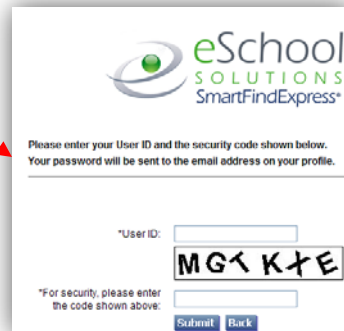 eSchool
SOLUTIONS
SmartFindExpress•
Please enter your User ID and the security code shown below.
Your password will be sent to the email address on your profile.
*User ID:
*For security, please enter
the code shown above:
Submit Back